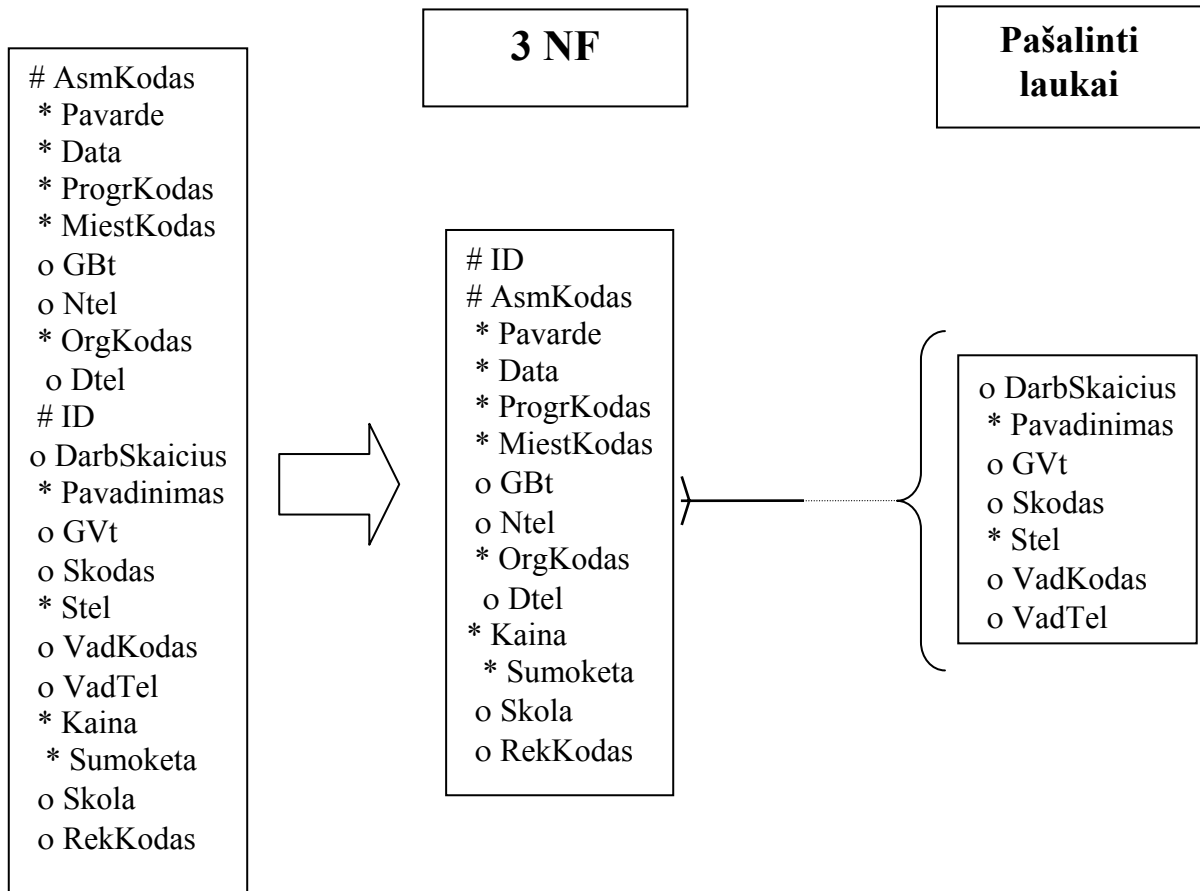 # AsmKodas
* Pavarde
* Data
* ProgrKodas
* MiestKodas
o GBt
o Ntel
* OrgKodas
o Dtel
# ID
o DarbSkaicius
* Pavadinimas
o GVt
o Skodas
* Stel
o VadKodas
o VadTel
* Kaina
* Sumoketa
o Skola
o RekKodas
3 NF
# ID
# AsmKodas
* Pavarde
* Data
* ProgrKodas
* MiestKodas
o GBt
o Ntel
* OrgKodas
o Dtel
* Kaina
* Sumoketa
o Skola
o RekKodas
Pašalinti
laukai
o DarbSkaicius
* Pavadinimas
o GVt
o Skodas
* Stel
o VadKodas
o VadTel